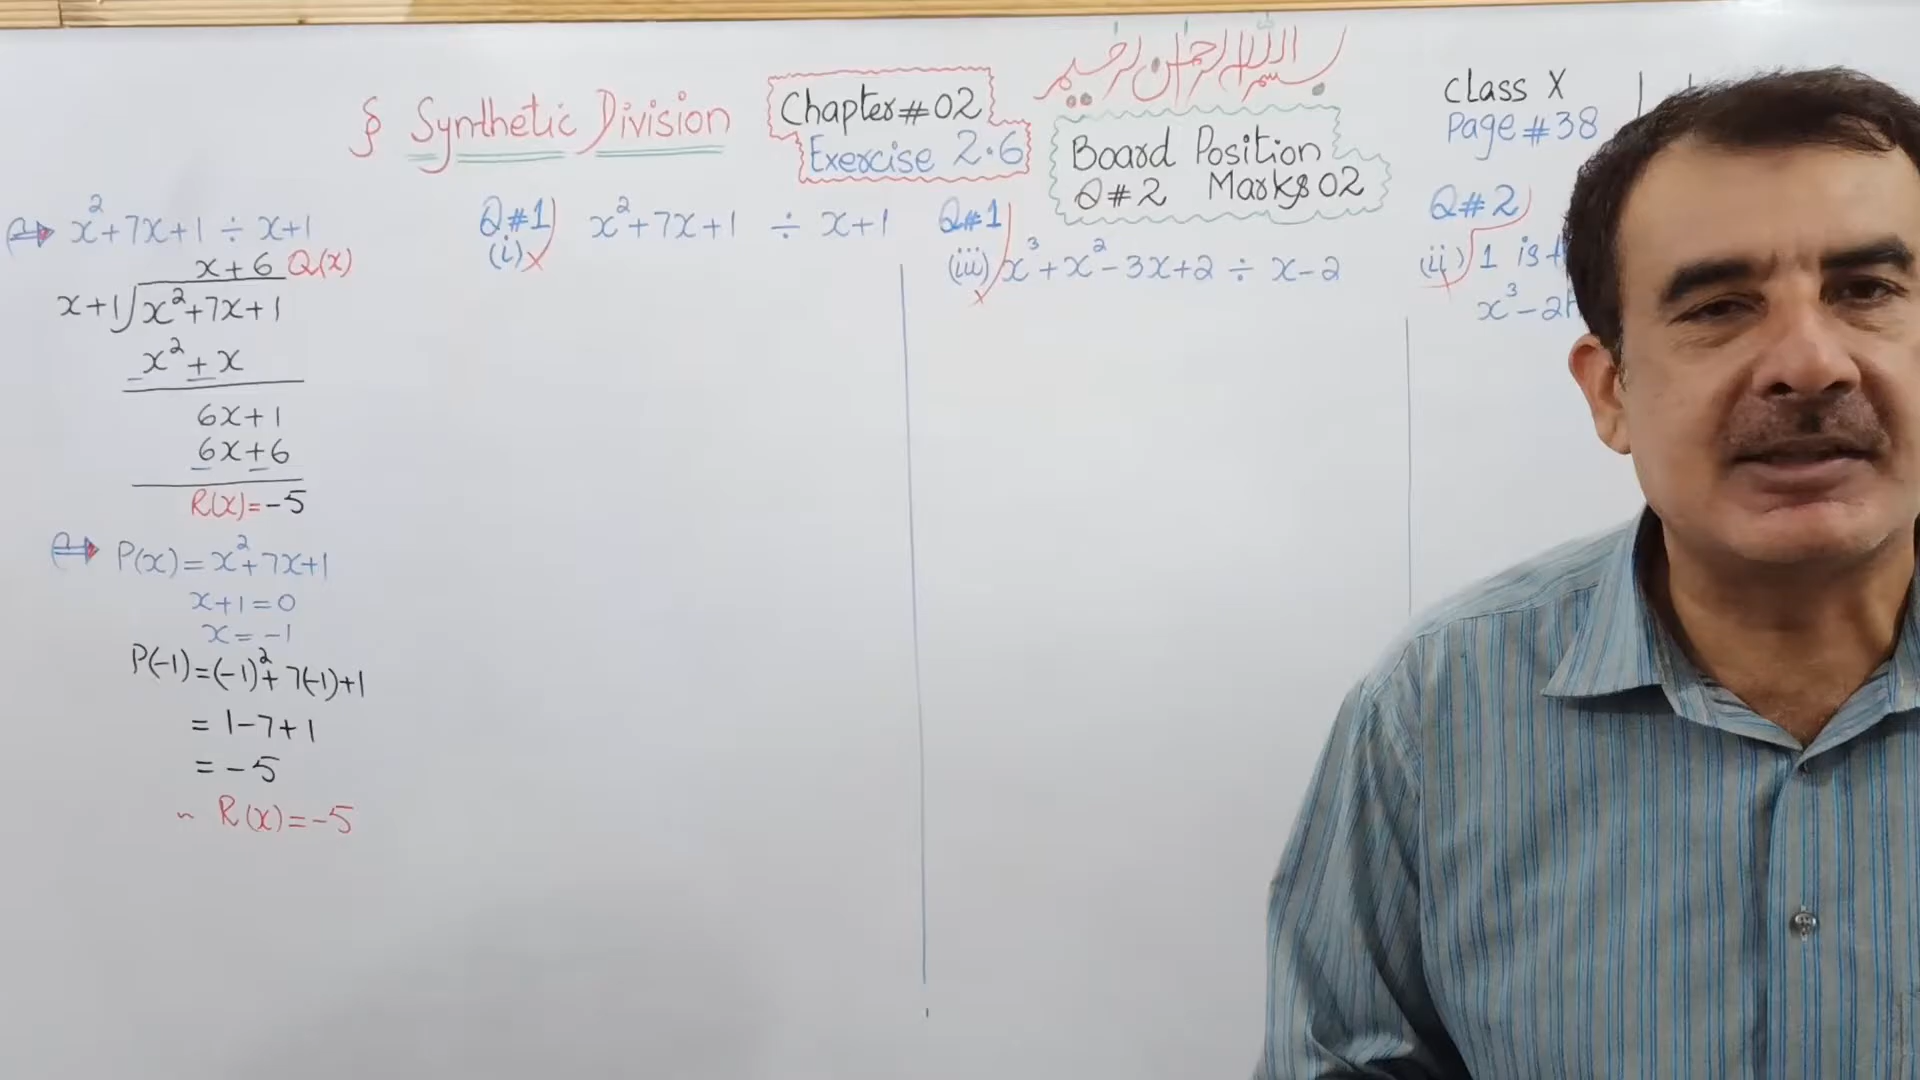 بسم الله الرحمن الرحيم
§ Synthetic Division
Chapter # 02
Exercise 2.6
Board Position
Q # 2 Marks 02
Class X
Page # 38
x² + 7x + 1 ÷ x + 1
x + 6 Q(x)
x + 1 ) x² + 7x + 1
x² + x
- -
6x + 1
6x + 6
- -
R(x) = -5
P(x) = x² + 7x + 1
x + 1 = 0
x = -1
P(-1) = (-1)² + 7(-1) + 1
= 1 - 7 + 1
= -5
~ R(x) = -5
Q # 1) x² + 7x + 1 ÷ x + 1
(i)
Q # 1
(iii) x³ + x² - 3x + 2 ÷ x - 2
Q # 2
(ii) 1 is
x³ - 2